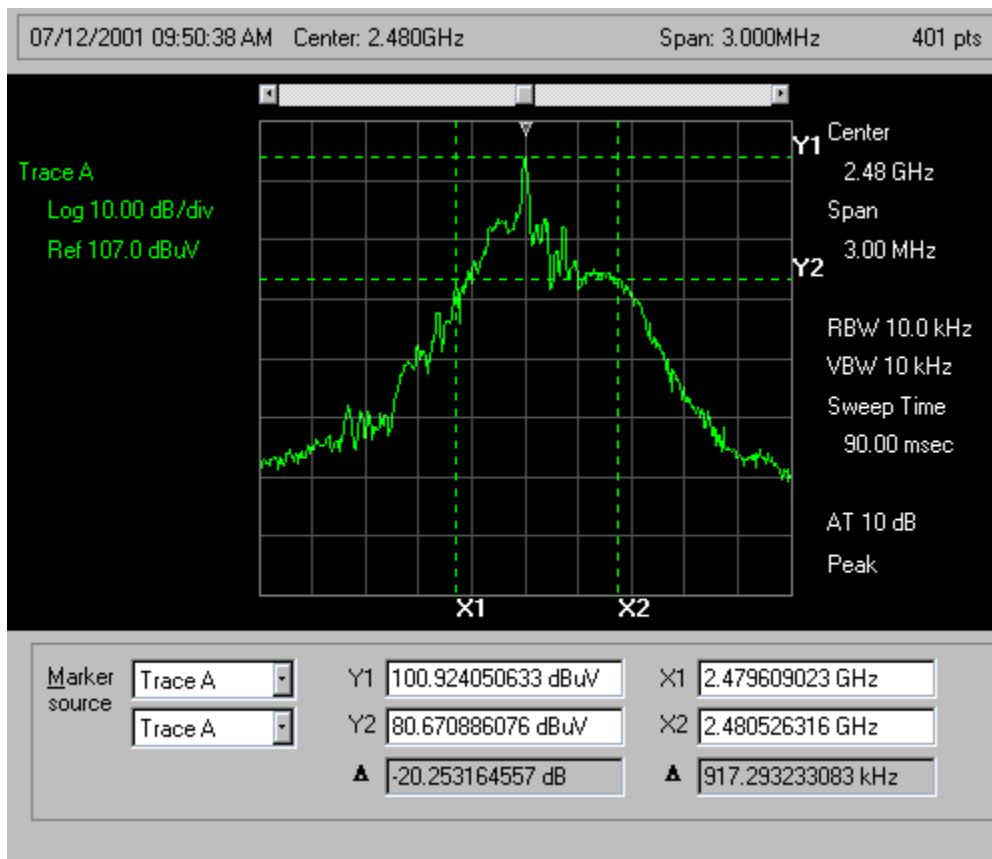 07/12/2001 09:50:38 AM Center: 2.480GHz Span: 3.000MHz 401 pts
Trace A
Log 10.00 dB/div
Ref 107.0 dBuV
Y1
Y2
X1 X2
Center
2.48 GHz
Span
3.00 MHz
RBW 10.0 kHz
VBW 10 kHz
Sweep Time
90.00 msec
AT 10 dB
Peak
Marker source
Trace A
Trace A
Y1 100.924050633 dBuV X1 2.479609023 GHz
Y2 80.670886076 dBuV X2 2.480526316 GHz
Δ -20.253164557 dB Δ 917.293233083 kHz